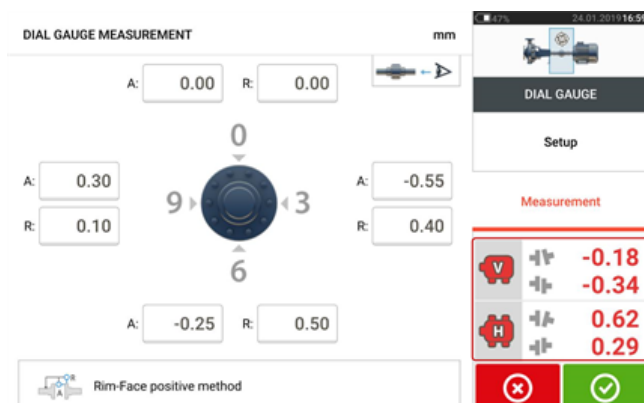 47% 24.01.2019 16:59
DIAL GAUGE MEASUREMENT mm
A: 0.00 R: 0.00
DIAL GAUGE
0
Setup
A: 0.30 A: -0.55
9 3
Measurement
R: 0.10 R: 0.40
6
V -0.18
-0.34
A: -0.25 R: 0.50
H 0.62
0.29
R
A
Rim-Face positive method